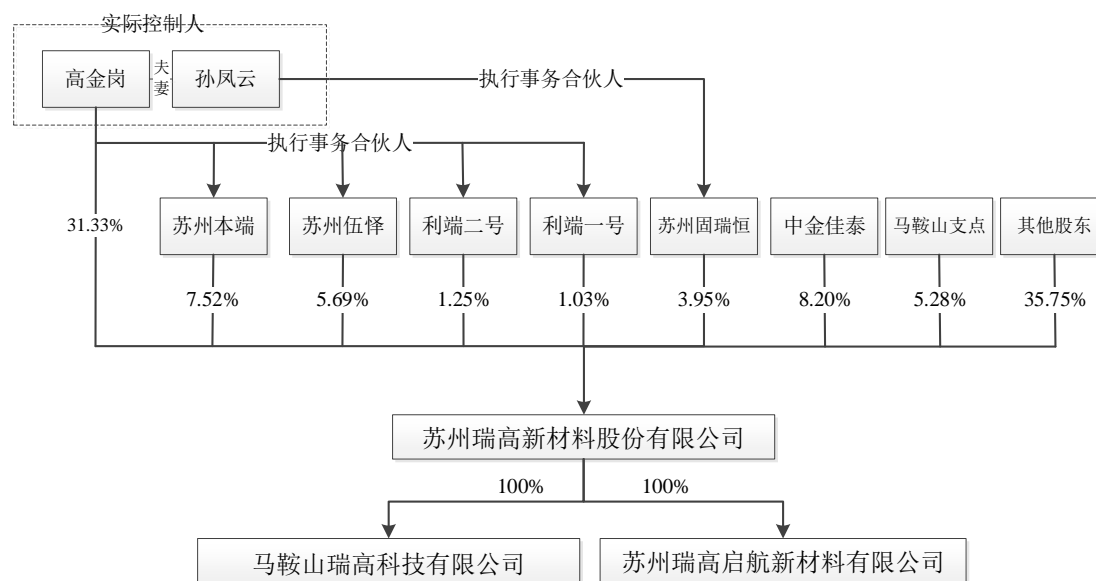 实际控制人
高金岗
夫妻
孙凤云
执行事务合伙人
执行事务合伙人
31.33%
苏州本端
苏州伍怿
利端二号
利端一号
苏州固瑞恒
中金佳泰
马鞍山支点
其他股东
7.52%
5.69%
1.25%
1.03%
3.95%
8.20%
5.28%
35.75%
苏州瑞高新材料股份有限公司
100%
100%
马鞍山瑞高科技有限公司
苏州瑞高启航新材料有限公司